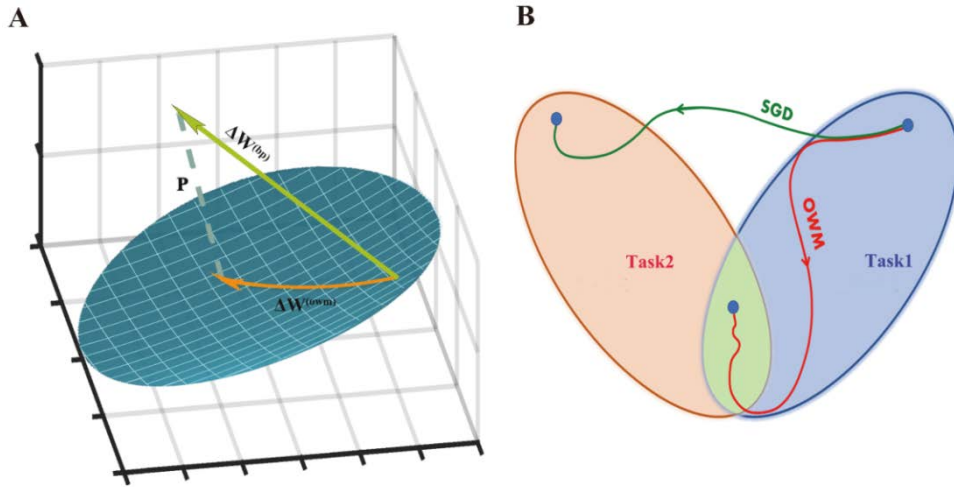 A
B
ΔW(bp)
P
ΔW(owm)
SGD
OWM
Task2
Task1